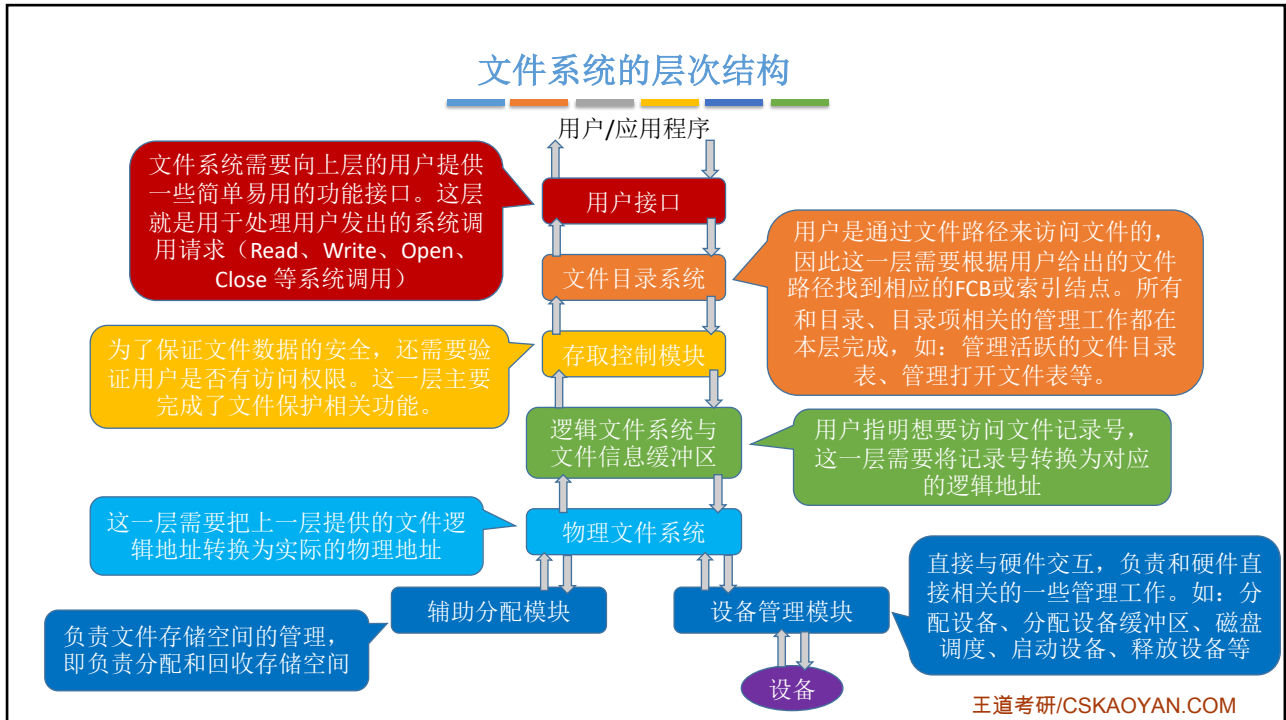 文件系统的层次结构
用户/应用程序
文件系统需要向上层的用户提供
一些简单易用的功能接口。这层
就是用于处理用户发出的系统调
用请求（Read、Write、Open、
Close 等系统调用）
用户接口
用户是通过文件路径来访问文件的，
因此这一层需要根据用户给出的文件
路径找到相应的FCB或索引结点。所有
和目录、目录项相关的管理工作都在
本层完成，如：管理活跃的文件目录
表、管理打开文件表等。
文件目录系统
为了保证文件数据的安全，还需要验
证用户是否有访问权限。这一层主要
完成了文件保护相关功能。
存取控制模块
逻辑文件系统与
文件信息缓冲区
用户指明想要访问文件记录号，
这一层需要将记录号转换为对应
的逻辑地址
这一层需要把上一层提供的文件逻
辑地址转换为实际的物理地址
物理文件系统
直接与硬件交互，负责和硬件直
接相关的一些管理工作。如：分
配设备、分配设备缓冲区、磁盘
调度、启动设备、释放设备等
辅助分配模块
设备管理模块
负责文件存储空间的管理，
即负责分配和回收存储空间
设备
王道考研/CSKAOYAN.COM